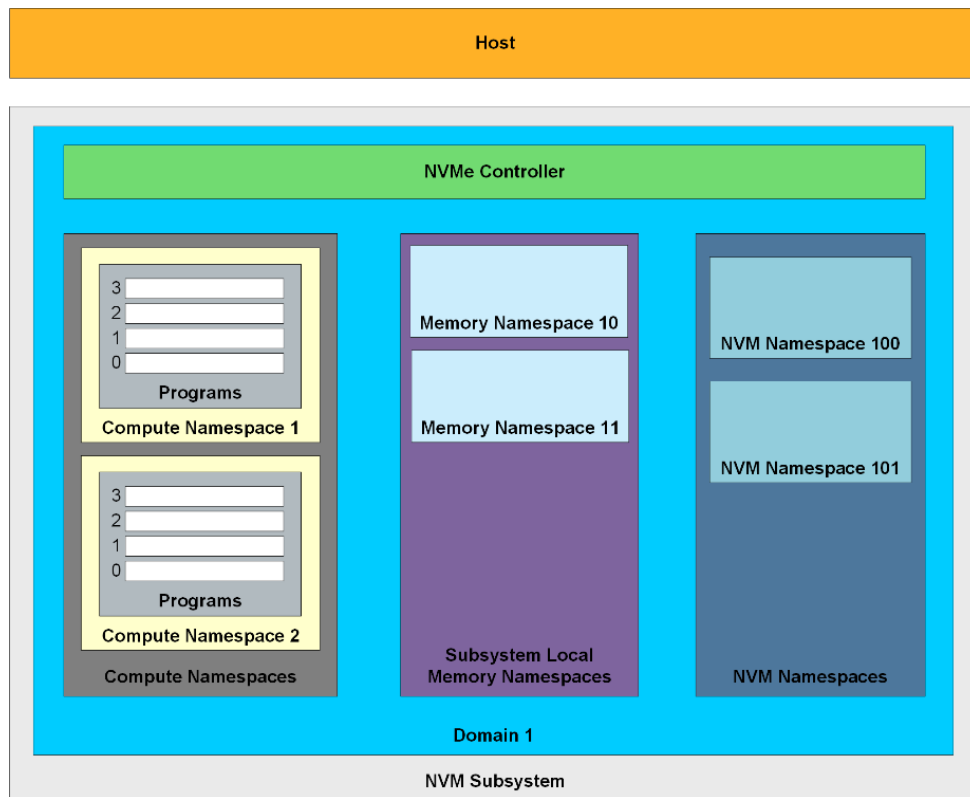 Host
NVMe Controller
3
2
1
0
Programs
Compute Namespace 1
3
2
1
0
Programs
Compute Namespace 2
Compute Namespaces
Memory Namespace 10
Memory Namespace 11
Subsystem Local
Memory Namespaces
NVM Namespace 100
NVM Namespace 101
NVM Namespaces
Domain 1
NVM Subsystem